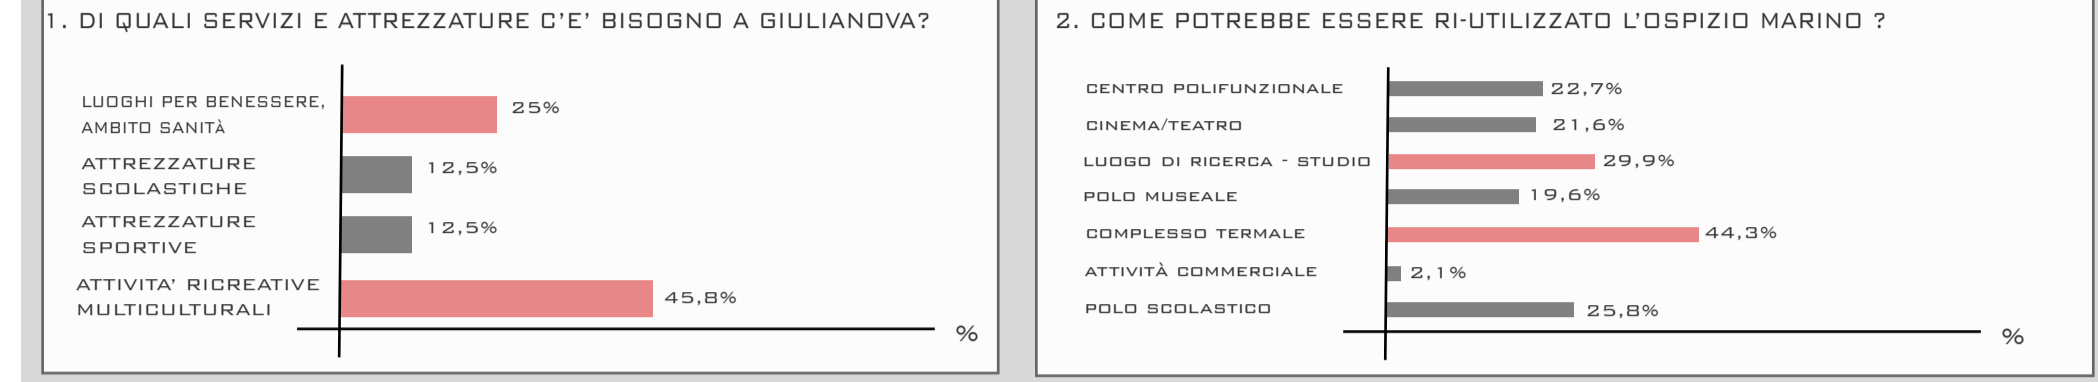 1. DI QUALI SERVIZI E ATTREZZATURE C'E' BISOGNO A GIULIANOVA?
LUOGHI PER BENESSERE,
AMBITO SANITÀ
25%
ATTREZZATURE
SCOLASTICHE
12,5%
ATTREZZATURE
SPORTIVE
12,5%
ATTIVITA' RICREATIVE
MULTICULTURALI
45,8%
%
2. COME POTREBBE ESSERE RI-UTILIZZATO L'OSPIZIO MARINO ?
CENTRO POLIFUNZIONALE 22,7%
CINEMA/TEATRO 21,6%
LUOGO DI RICERCA - STUDIO 29,9%
POLO MUSEALE 19,6%
COMPLESSO TERMALE 44,3%
ATTIVITÀ COMMERCIALE 2,1%
POLO SCOLASTICO 25,8%
%